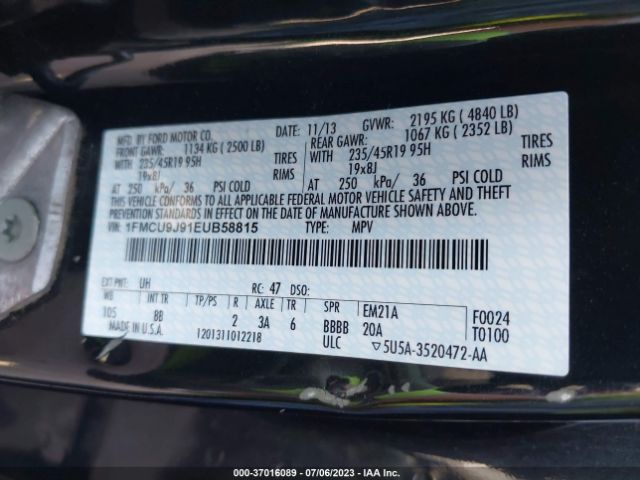 MFD. BY FORD MOTOR CO.
DATE: 11/13 GVWR: 2195 KG ( 4840 LB)
FRONT GAWR: 1134 KG ( 2500 LB)
REAR GAWR: 1067 KG ( 2352 LB)
WITH 235/45R19 95H TIRES
WITH 235/45R19 95H TIRES
19x8J RIMS
19x8J RIMS
AT 250 kPa/ 36 PSI COLD
AT 250 kPa/ 36 PSI COLD
THIS VEHICLE CONFORMS TO ALL APPLICABLE FEDERAL MOTOR VEHICLE SAFETY AND THEFT
PREVENTION STANDARDS IN EFFECT ON THE DATE OF MANUFACTURE SHOWN ABOVE.
VIN: 1FMCU9J91EUB58815 TYPE: MPV
EXT PNT: UH RC: 47 DSO:
WB INT TR TP/PS R AXLE TR SPR EM21A F0024
105 BB 2 3A 6 BBBB 20A T0100
MADE IN U.S.A. 1201311012218 ULC 5U5A-3520472-AA
000-37016089 - 07/06/2023 - IAA Inc.